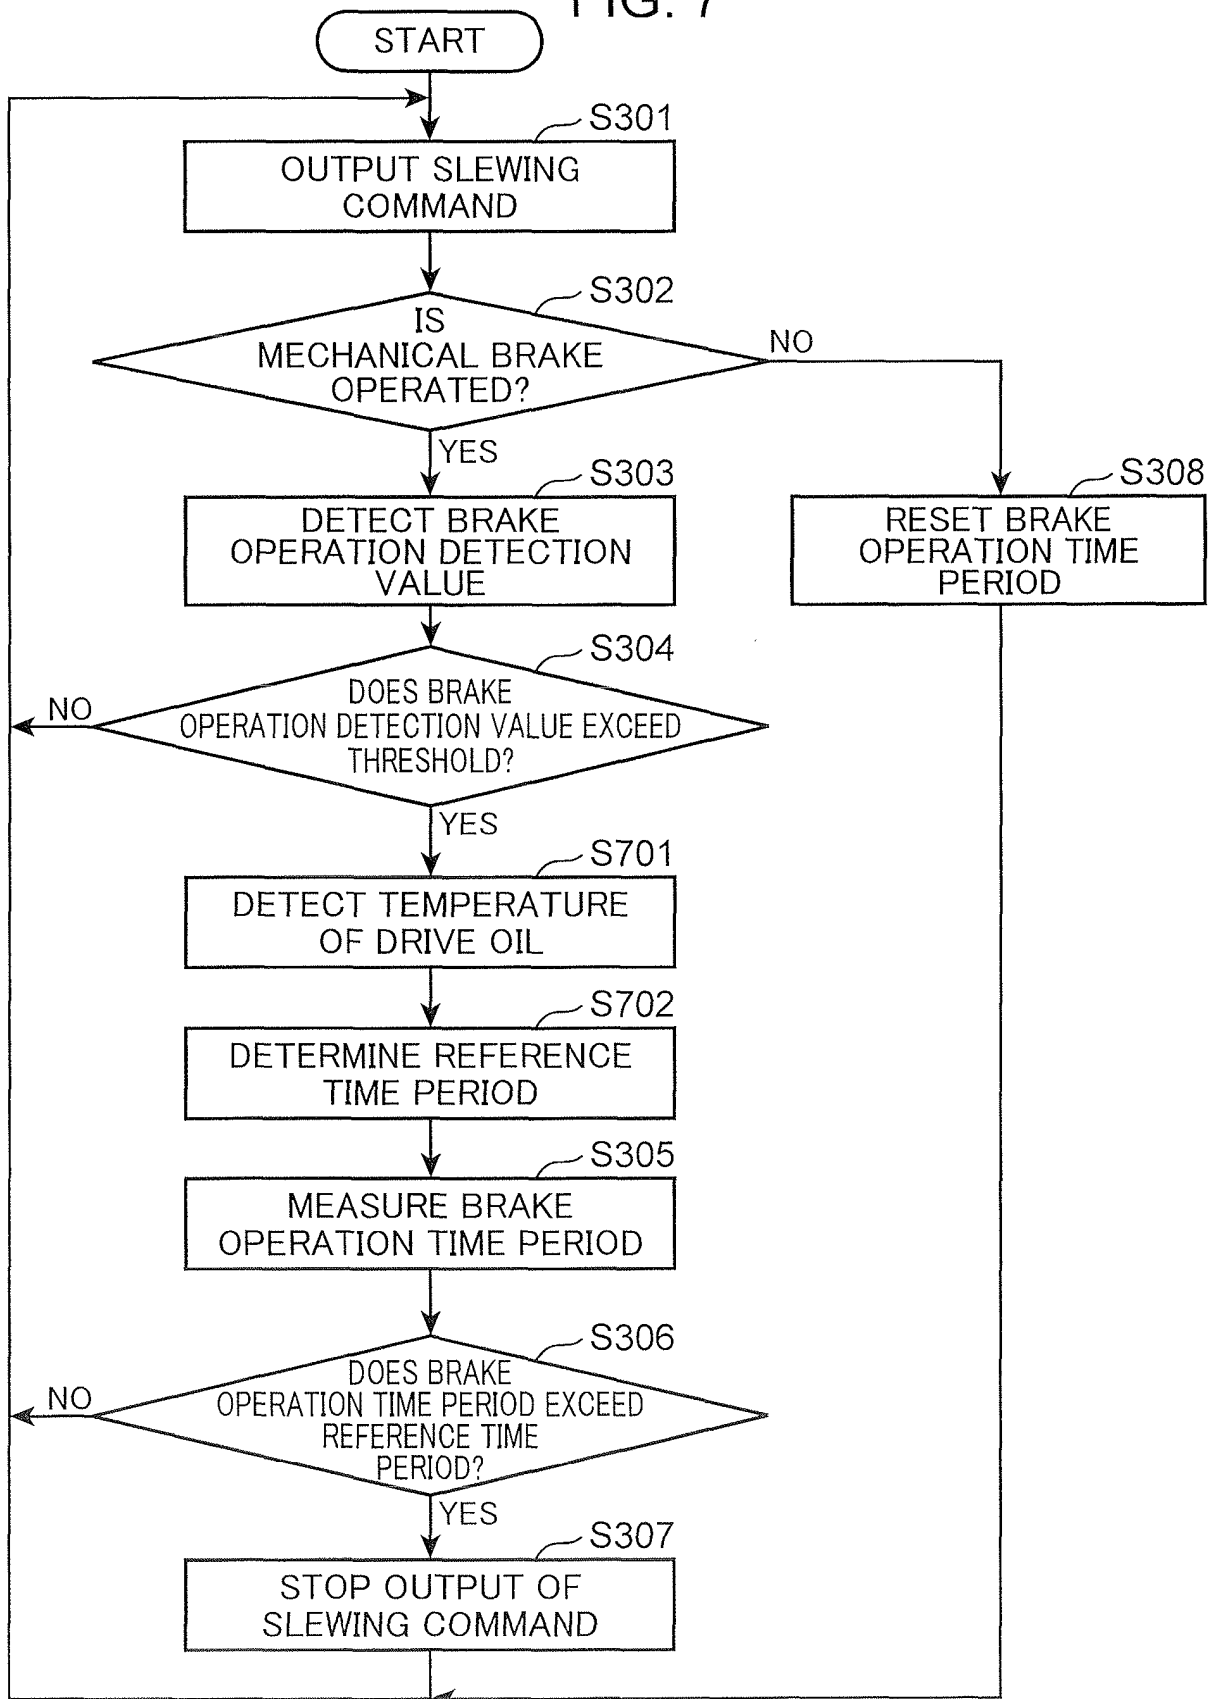 FIG. 7
START
S301
OUTPUT SLEWING
COMMAND
S302
IS
MECHANICAL BRAKE
OPERATED?
NO
YES
S303
DETECT BRAKE
OPERATION DETECTION
VALUE
S308
RESET BRAKE
OPERATION TIME
PERIOD
S304
DOES BRAKE
OPERATION DETECTION VALUE EXCEED
THRESHOLD?
NO
YES
S701
DETECT TEMPERATURE
OF DRIVE OIL
S702
DETERMINE REFERENCE
TIME PERIOD
S305
MEASURE BRAKE
OPERATION TIME PERIOD
S306
DOES BRAKE
OPERATION TIME PERIOD EXCEED
REFERENCE TIME
PERIOD?
NO
YES
S307
STOP OUTPUT OF
SLEWING COMMAND